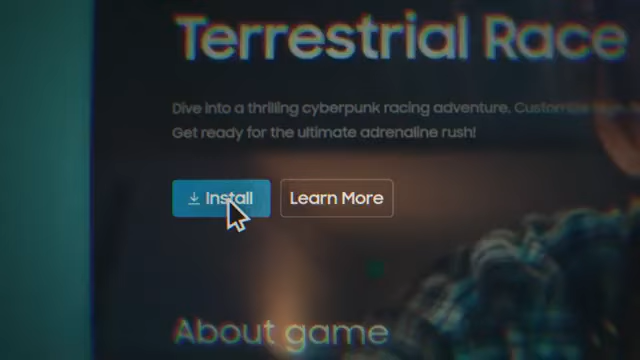 Terrestrial Race
Dive into a thrilling cyberpunk racing adventure. Customize
Get ready for the ultimate adrenaline rush!
Install
Learn More
About game